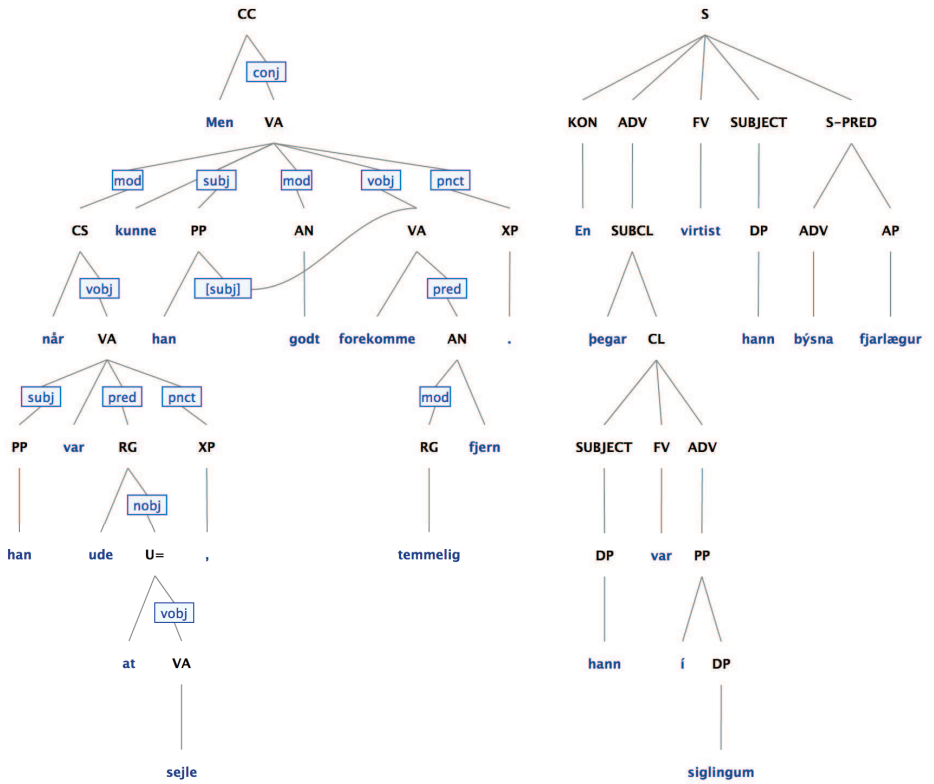 CC S
conj
Men VA KON ADV FV SUBJECT S-PRED
mod subj mod vobj pnct
CS kunne PP AN VA XP En SUBCL virtist DP ADV AP
vobj [subj] pred
når VA han godt forekomme AN . þegar CL hann býsna fjarlægur
subj pred pnct mod
PP var RG XP RG fjern SUBJECT FV ADV
nobj
han ude U= , temmelig DP var PP
vobj
at VA hann í DP
sejle siglingum